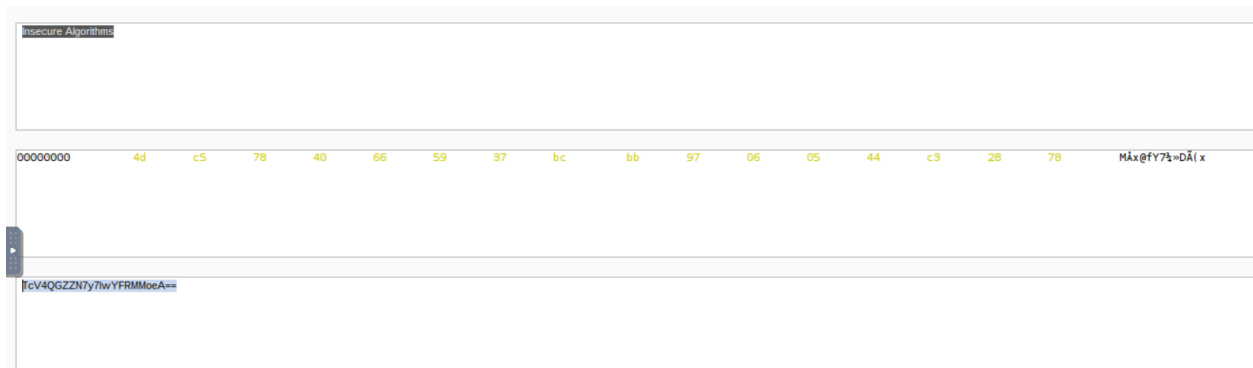 Insecure Algorithms
00000000 4d c5 78 40 66 59 37 bc bb 97 06 05 44 c3 28 78 MÅx@fY7¼»DÃ(x
TcV4QGZZN7y7lwYFRMMoeA==